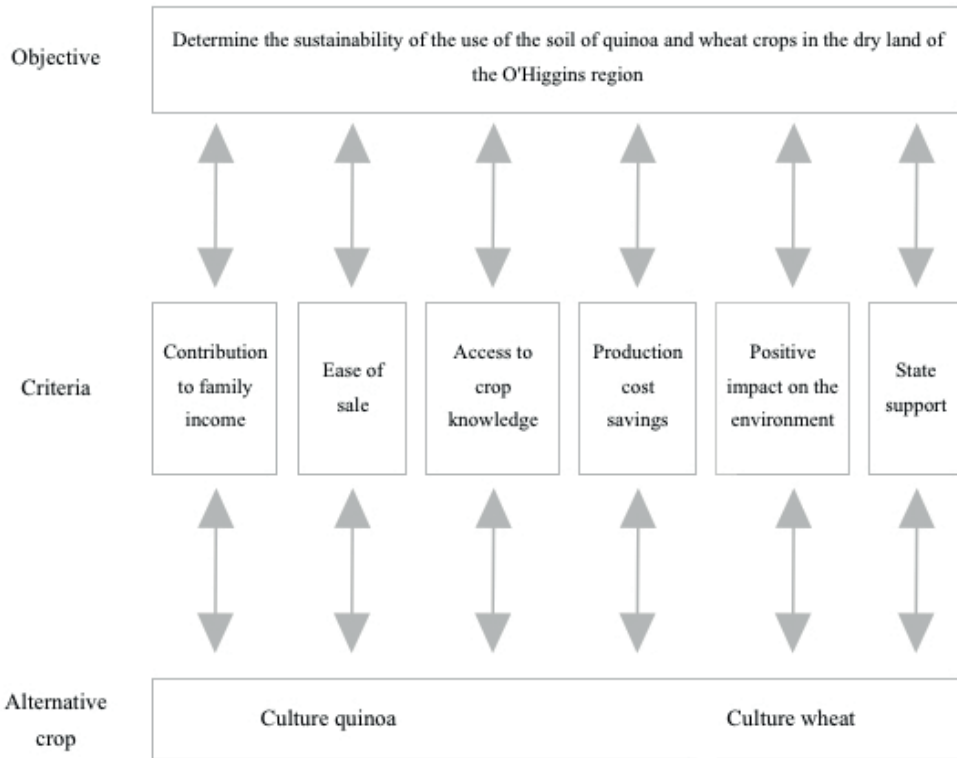 Objective
Determine the sustainability of the use of the soil of quinoa and wheat crops in the dry land of
the O'Higgins region
Criteria
Contribution
to family
income
Ease of
sale
Access to
crop
knowledge
Production
cost
savings
Positive
impact on the
environment
State
support
Alternative
crop
Culture quinoa
Culture wheat